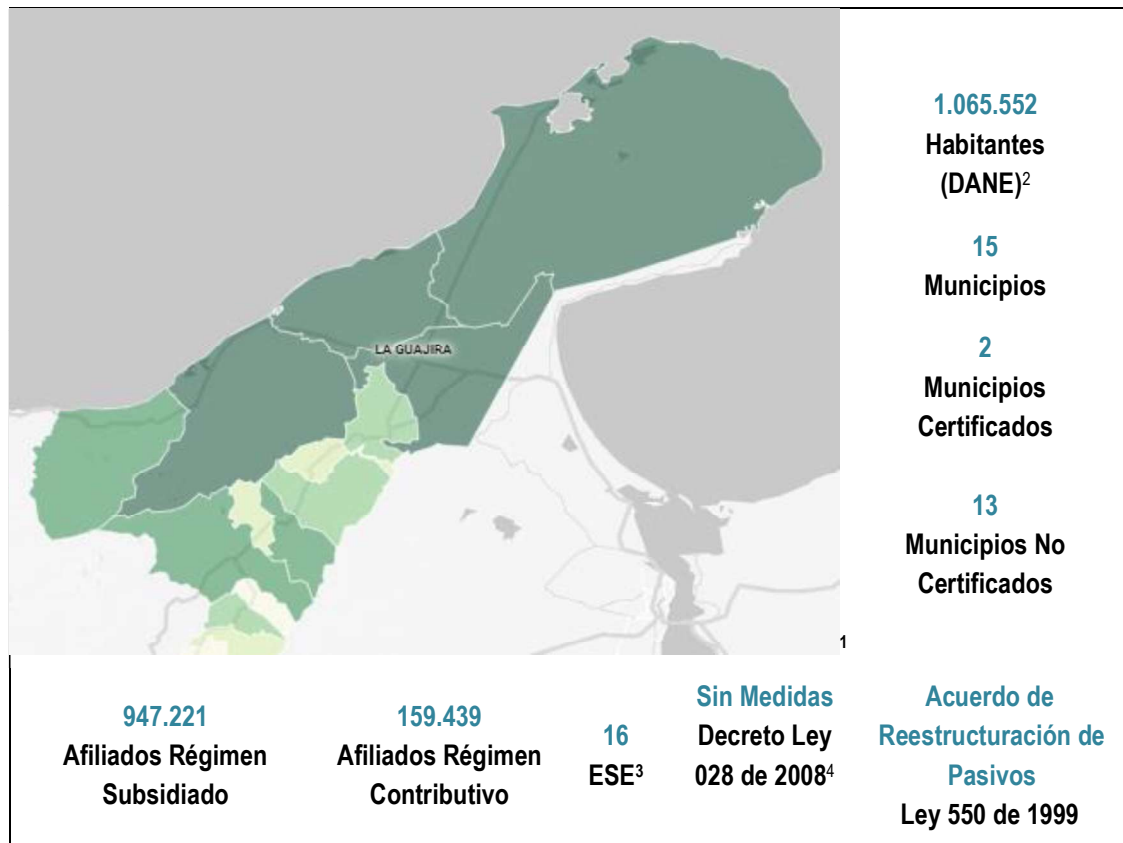 LA GUAJIRA
1.065.552
Habitantes
(DANE)²
15
Municipios
2
Municipios
Certificados
13
Municipios No
Certificados
1
947.221
Afiliados Régimen
Subsidiado
159.439
Afiliados Régimen
Contributivo
16
ESE³
Sin Medidas
Decreto Ley
028 de 2008⁴
Acuerdo de
Reestructuración de
Pasivos
Ley 550 de 1999